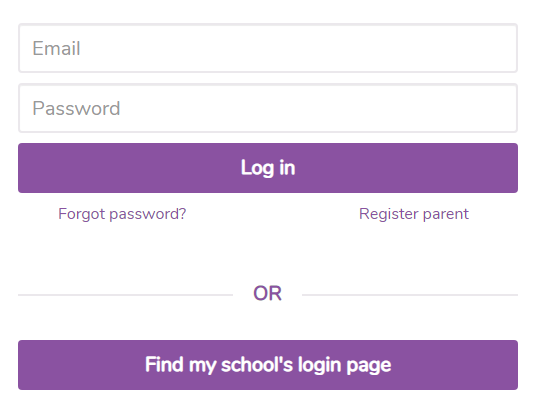 Email
Password
Log in
Forgot password? Register parent
OR
Find my school's login page